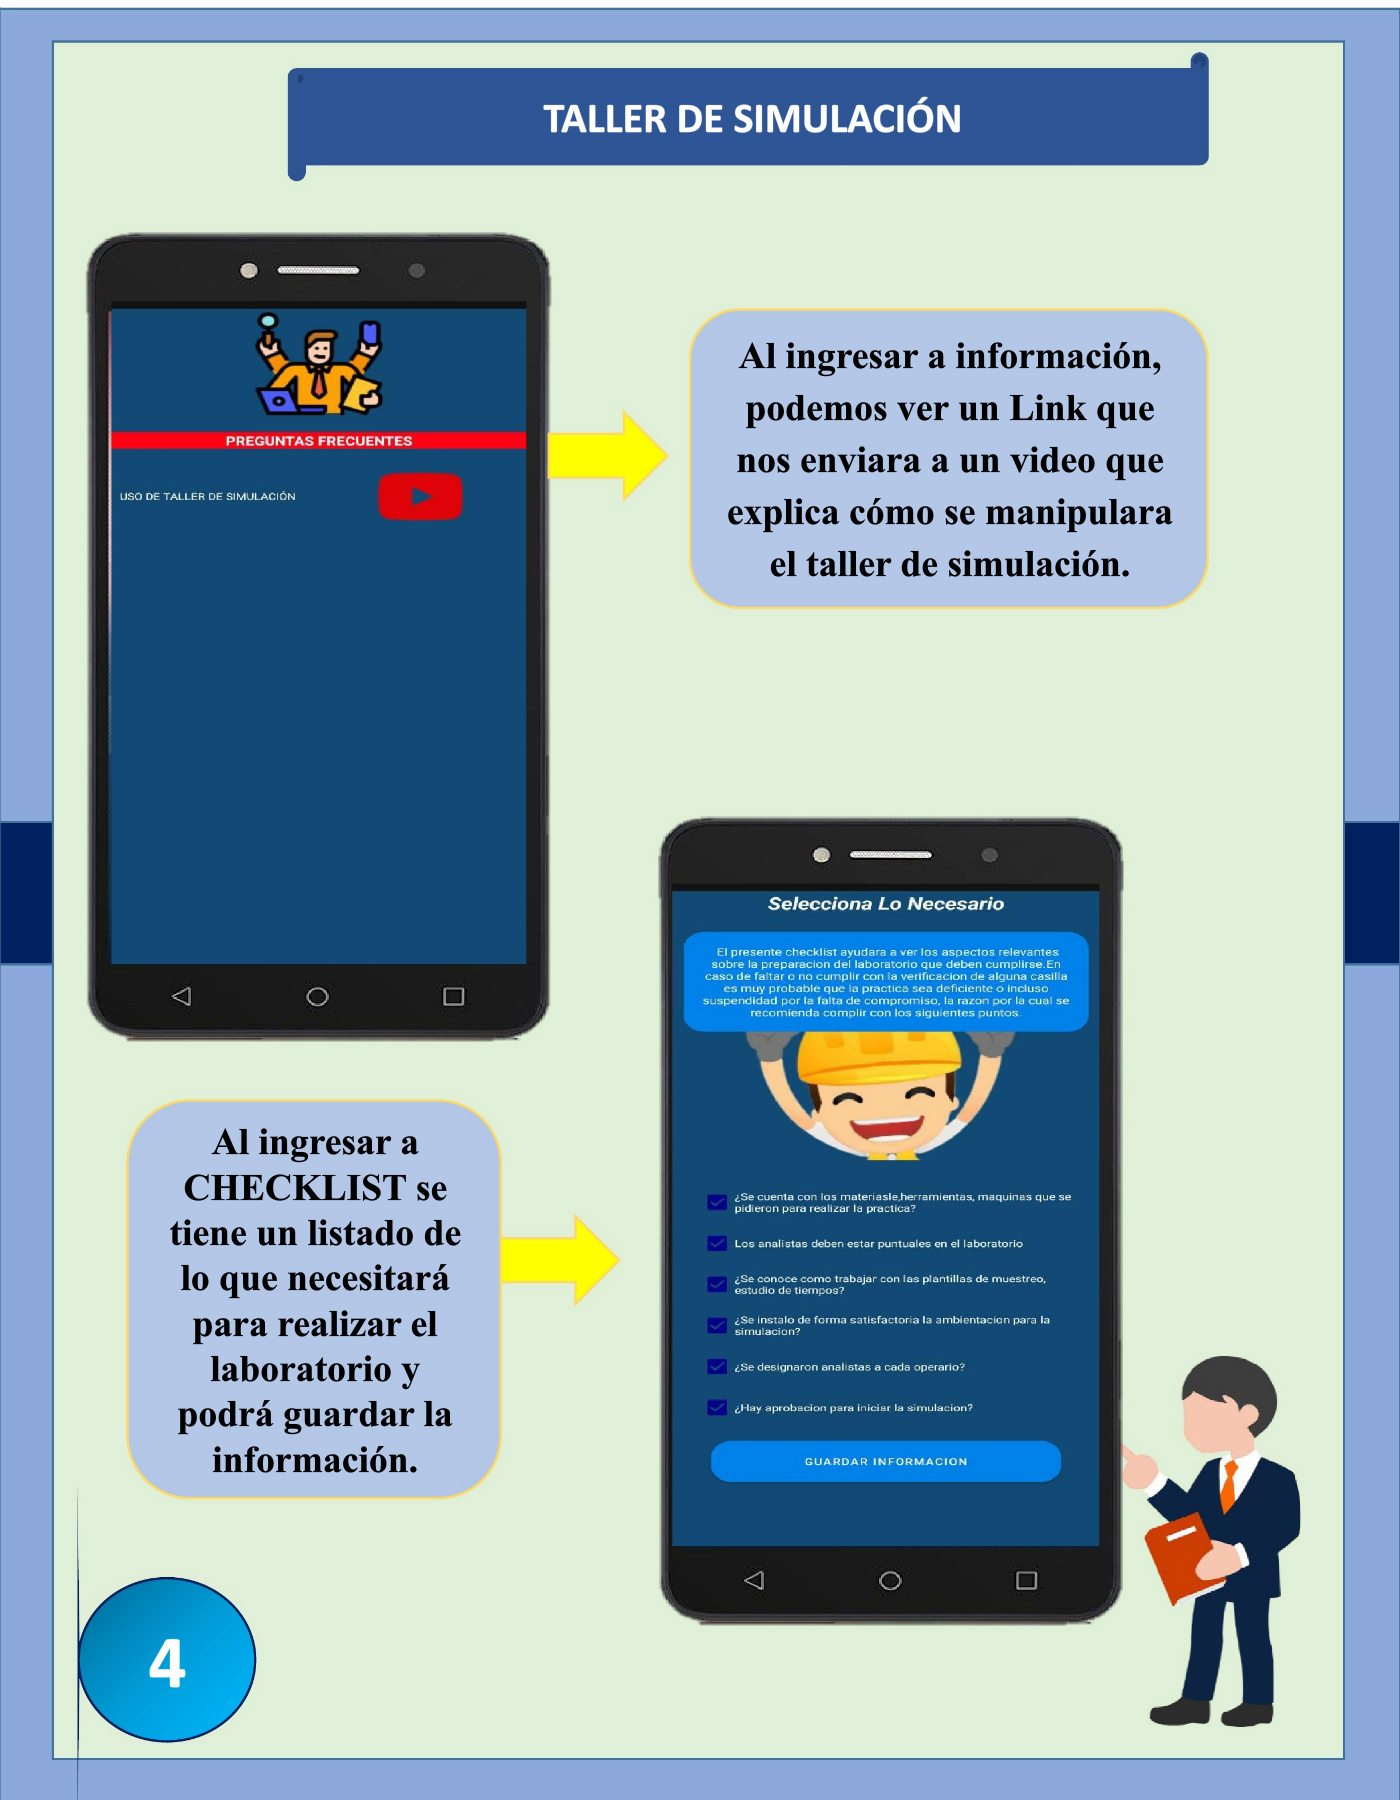 TALLER DE SIMULACIÓN
PREGUNTAS FRECUENTES
USO DE TALLER DE SIMULACIÓN
Al ingresar a información,
podemos ver un Link que
nos enviara a un video que
explica cómo se manipulara
el taller de simulación.
Selecciona Lo Necesario
El presente checklist ayudara a ver los aspectos relevantes
sobre la preparacion del laboratorio que deben cumplirse.En
caso de faltar o no cumplir con la verificacion de alguna casilla
es muy probable que la practica sea deficiente o incluso
suspendidad por la falta de compromiso, la razon por la cual se
recomienda complir con los siguientes puntos.
¿Se cuenta con los materiasle,herramientas, maquinas que se
pidieron para realizar la practica?
Los analistas deben estar puntuales en el laboratorio
¿Se conoce como trabajar con las plantillas de muestreo,
estudio de tiempos?
¿Se instalo de forma satisfactoria la ambientacion para la
simulacion?
¿Se designaron analistas a cada operario?
¿Hay aprobacion para iniciar la simulacion?
GUARDAR INFORMACION
Al ingresar a
CHECKLIST se
tiene un listado de
lo que necesitará
para realizar el
laboratorio y
podrá guardar la
información.
4